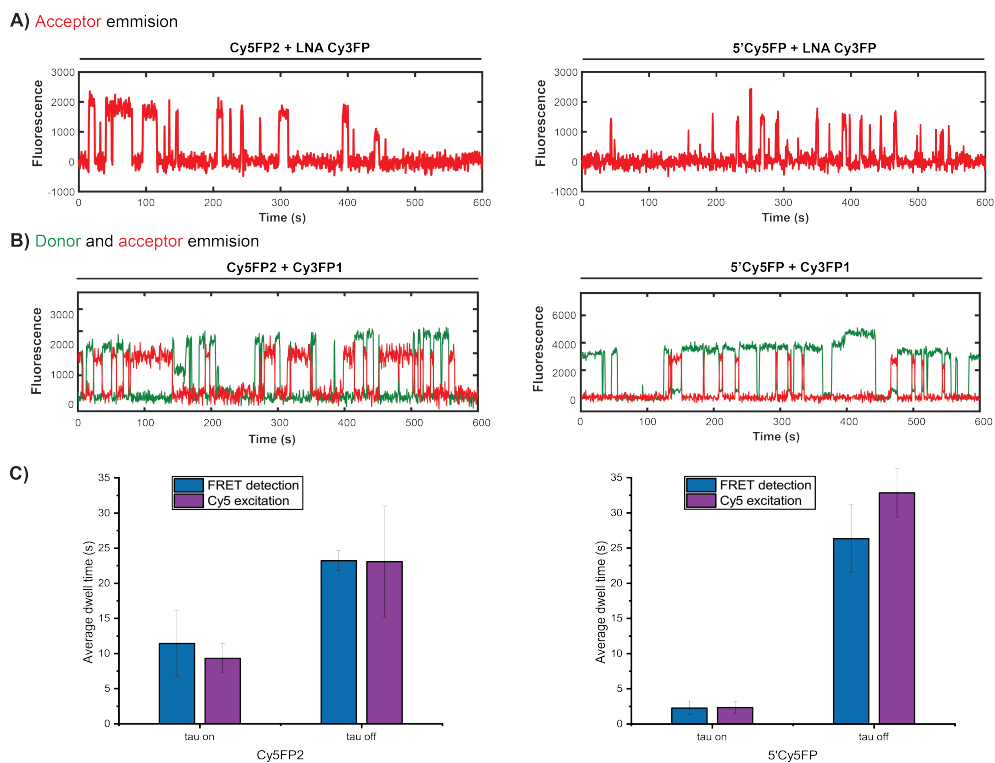 A) Acceptor emmision
Cy5FP2 + LNA Cy3FP
5'Cy5FP + LNA Cy3FP
Fluorescence
3000
2000
1000
0
-1000
0 100 200 300 400 500 600
Time (s)
Fluorescence
3000
2000
1000
0
-1000
0 100 200 300 400 500 600
Time (s)
B) Donor and acceptor emmision
Cy5FP2 + Cy3FP1
5'Cy5FP + Cy3FP1
Fluorescence
3000
2000
1000
0
0 100 200 300 400 500 600
Time (s)
Fluorescence
6000
4000
2000
0
0 100 200 300 400 500 600
Time (s)
C)
Average dwell time (s)
35
30
25
20
15
10
5
0
FRET detection
Cy5 excitation
tau on tau off
Cy5FP2
Average dwell time (s)
35
30
25
20
15
10
5
0
FRET detection
Cy5 excitation
tau on tau off
5'Cy5FP